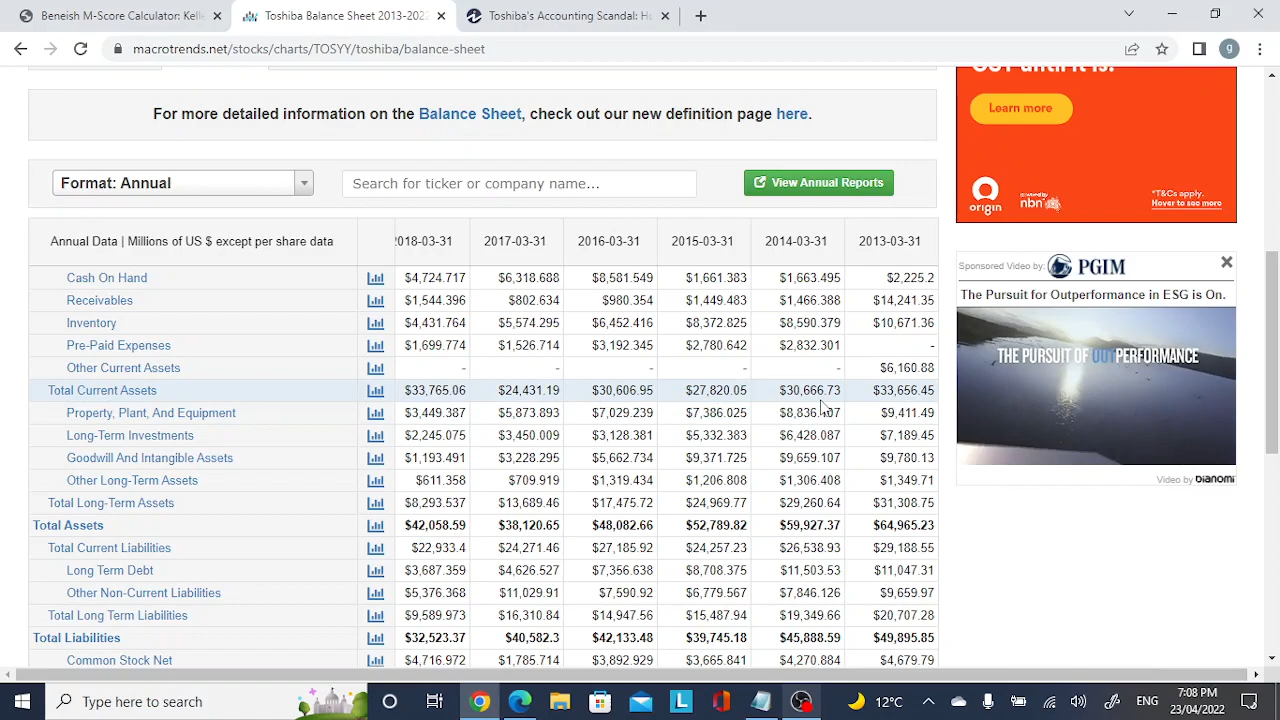 Benerish M-Score Calculator: Kelle
Toshiba Balance Sheet 2013-2022
Toshiba's Accounting Scandal: Hu
macrotrends.net/stocks/charts/TOSYY/toshiba/balance-sheet
g
For more detailed information on the Balance Sheet, check out our new definition page here.
Format: Annual
Search for ticker or company name...
View Annual Reports
Annual Data | Millions of US $ except per share data 2018-03-31 2017-03-31 2016-03-31 2015-03-31 2014-03-31 2013-03-31
Cash On Hand $4,724.717 $6,318.688 $8,581.549 $1,661.383 $1,663.495 $2,225.2
Receivables $1,544.396 $802.634 $980.354 $1,449.483 $1,466.388 $14,241.35
Inventory $4,431.764 $5,574.295 $6,452.416 $8,372.825 $8,590.379 $10,671.36
Pre-Paid Expenses $1,699.774 $1,526.714 $3,192.345 $2,780.642 $2,832.301 -
Other Current Assets - - - - - $6,160.88
Total Current Assets $33,765.06 $24,431.19 $30,606.95 $27,820.05 $30,666.73 $33,656.45
Property, Plant, And Equipment $3,449.387 $5,873.893 $7,029.239 $7,386.025 $9,411.49
Long-Term Investments $2,245.075 $3,450.009 $3,128.381 $5,332.383 $6,428.087 $7,189.45
Goodwill And Intangible Assets $1,193.491 $3,228.295 $5,662.734 $9,371.725 $9,659.107 $9,780.13
Other Long-Term Assets $611.358 $709.919 $1,319.434 $1,206.808 $1,306.408 $1,349.71
Total Long-Term Assets $8,293.537 $13,689.46 $17,475.72 $24,969.77 $29,260.64 $31,308.75
Total Assets $42,058.59 $38,120.65 $48,082.66 $52,789.82 $59,927.37 $64,965.23
Total Current Liabilities $22,933.4 $24,271.46 $27,185.92 $24,257.23 $26,538.93 $29,188.55
Long Term Debt $3,687.359 $4,626.527 $7,356.638 $8,708.375 $11,503.53 $11,047.31
Other Non-Current Liabilities $5,376.368 $11,029.91 $7,590.92 $6,779.567 $7,846.126 $9,659.97
Total Long Term Liabilities $9,589.973 $16,310.84 $14,947.56 $15,487.94 $19,349.66 $20,707.28
Total Liabilities $32,523.37 $40,582.3 $42,133.48 $39,745.18 $45,888.59 $49,895.85
Common Stock Net $4,716.972 $1,785.714 $3,892.929 $3,665.841 $4,270.884 $4,679.79
Learn more
origin
powered by
nbn
*T&Cs apply.
Hover to see more
Sponsored Video by: PGIM
The Pursuit for Outperformance in ESG is On.
THE PURSUIT OF OUTPERFORMANCE
Video by bianomi
Type here to search
12°C
ENG
7:08 PM
23/04/2022